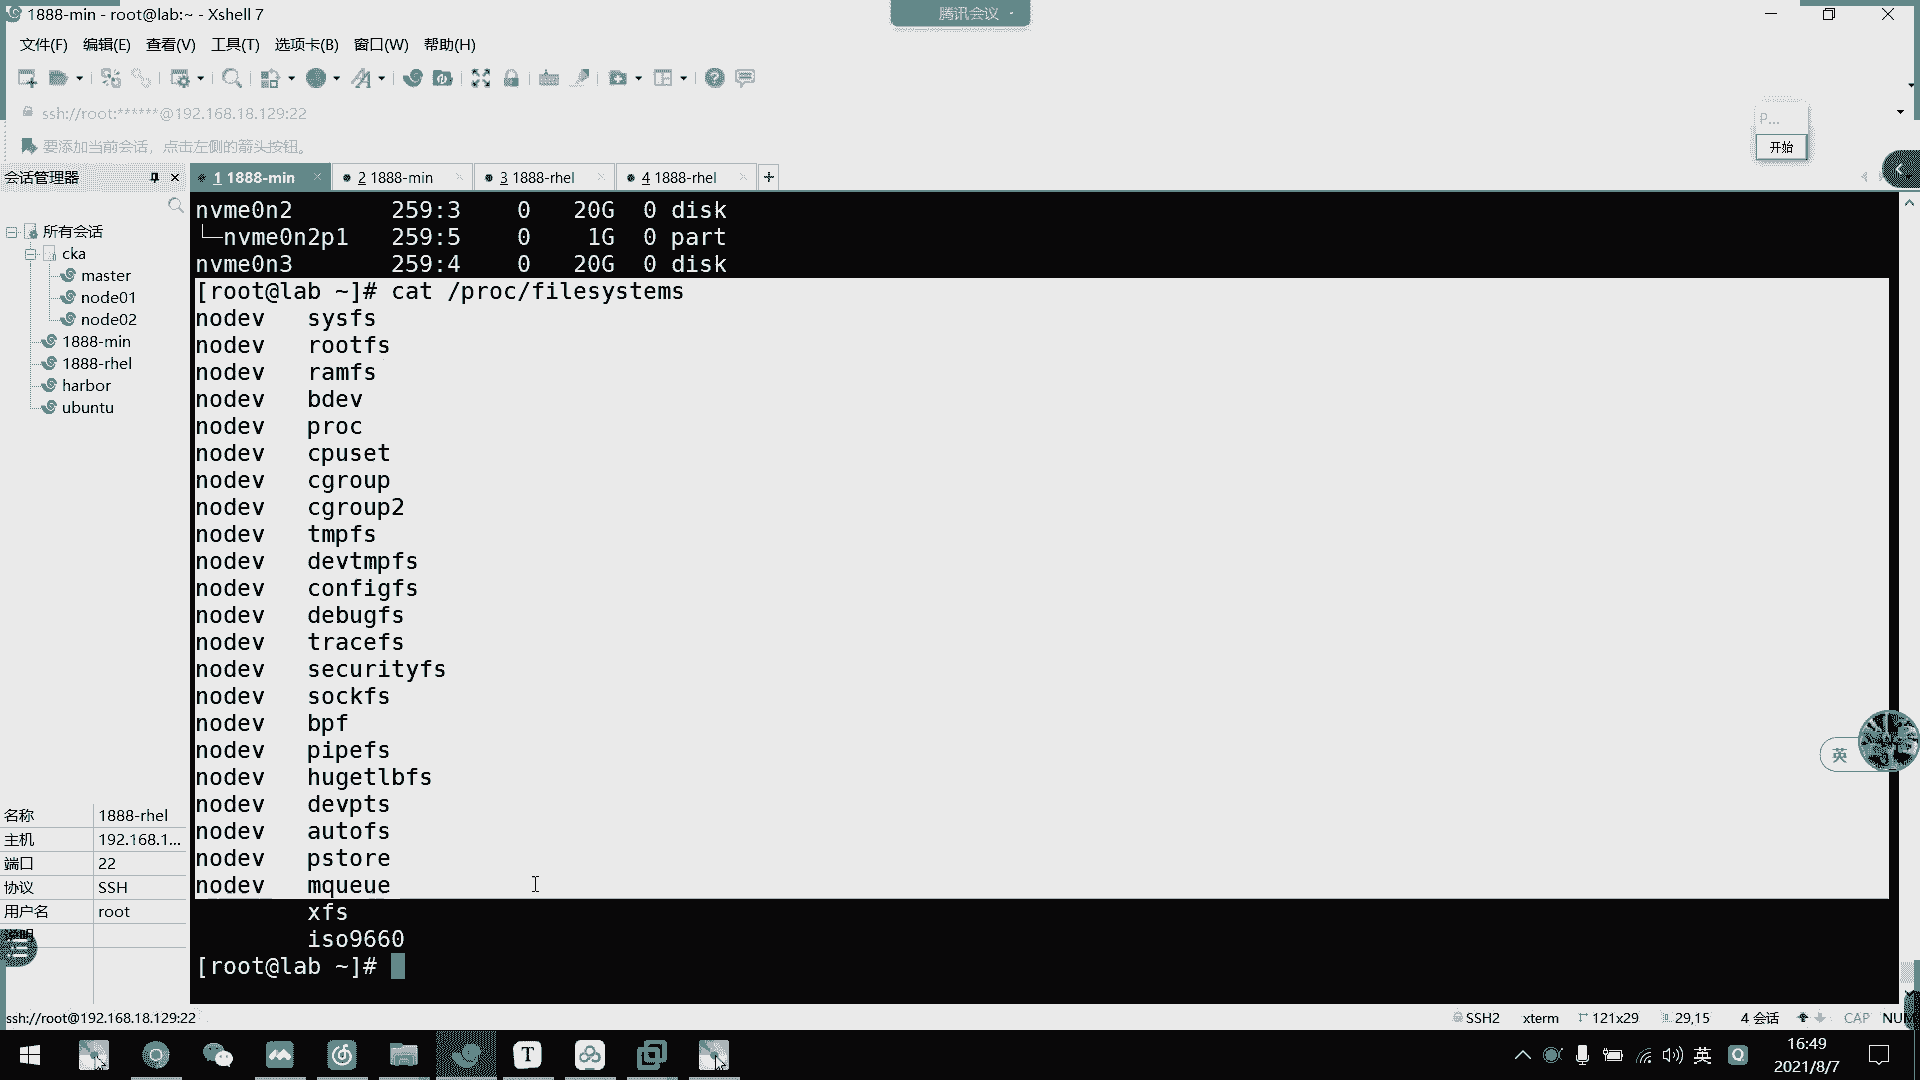 1888-min - root@lab:~ - Xshell 7
腾讯会议
文件(F) 编辑(E) 查看(V) 工具(T) 选项卡(B) 窗口(W) 帮助(H)
ssh://root:******@192.168.18.129:22
P...
要添加当前会话，点击左侧的箭头按钮。
开始
会话管理器
1 1888-min
2 1888-min
3 1888-rhel
4 1888-rhel
所有会话
cka
master
node01
node02
1888-min
1888-rhel
harbor
ubuntu
nvme0n2 259:3 0 20G 0 disk
└─nvme0n2p1 259:5 0 1G 0 part
nvme0n3 259:4 0 20G 0 disk
[root@lab ~]# cat /proc/filesystems
nodev sysfs
nodev rootfs
nodev ramfs
nodev bdev
nodev proc
nodev cpuset
nodev cgroup
nodev cgroup2
nodev tmpfs
nodev devtmpfs
nodev configfs
nodev debugfs
nodev tracefs
nodev securityfs
nodev sockfs
nodev bpf
nodev pipefs
nodev hugetlbfs
nodev devpts
nodev autofs
nodev pstore
nodev mqueue
xfs
iso9660
[root@lab ~]#
英
名称 1888-rhel
主机 192.168.1...
端口 22
协议 SSH
用户名 root
说明
ssh://root@192.168.18.129:22
SSH2 xterm 121x29 29,15 4 会话 CAP NUM
英
16:49
2021/8/7